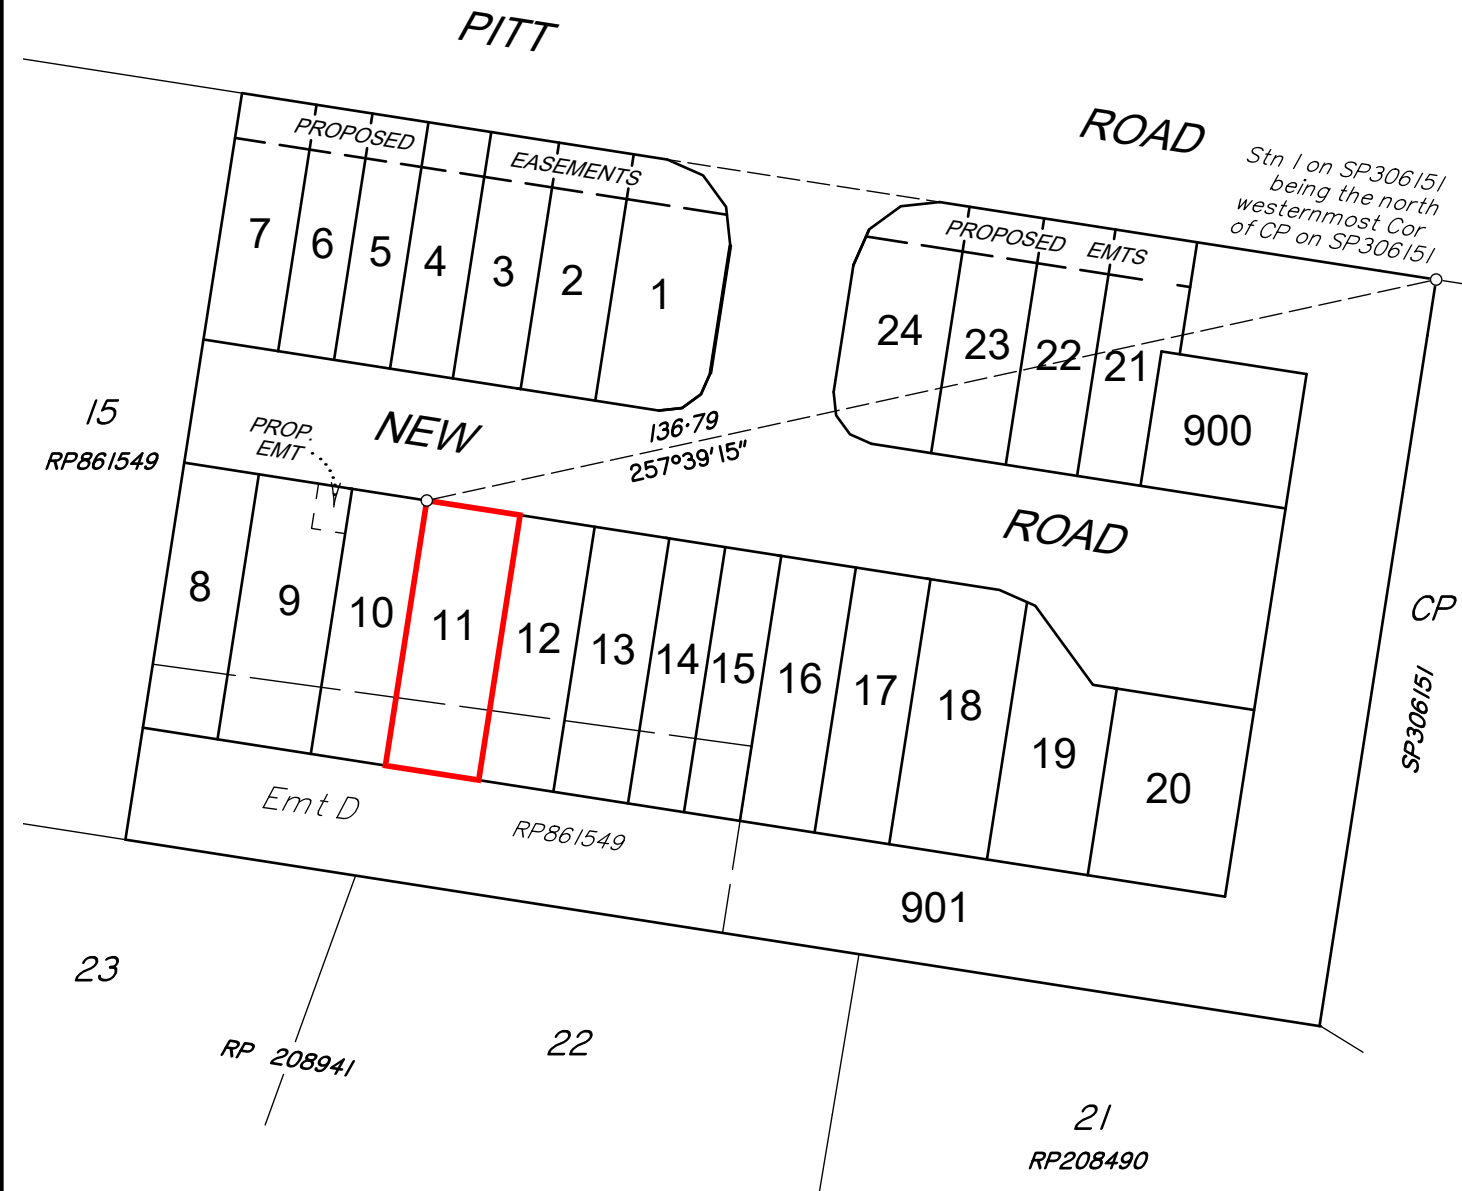 PITT
ROAD
Stn 1 on SP306151
being the north
westernmost Cor
of CP on SP306151
PROPOSED
EASEMENTS
PROPOSED EMTS
7
6
5
4
3
2
1
24
23
22
21
900
15
RP861549
PROP.
EMT
NEW
136·79
257°39'15"
ROAD
8
9
10
11
12
13
14
15
16
17
18
19
20
CP
SP306151
Emt D
RP861549
901
23
RP 208941
22
21
RP208490